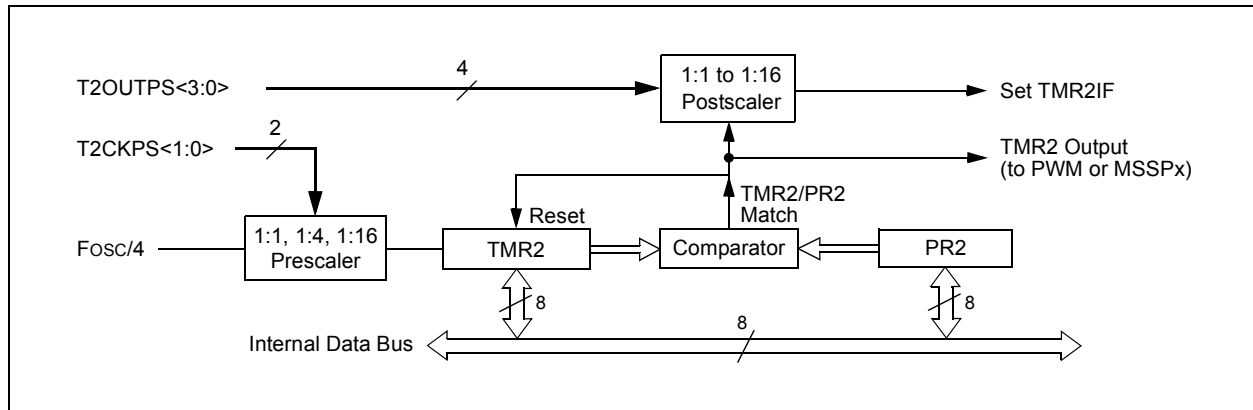 T2OUTPS<3:0>
4
1:1 to 1:16
Postscaler
Set TMR2IF
T2CKPS<1:0>
2
TMR2 Output
(to PWM or MSSPx)
TMR2/PR2
Match
Reset
FOSC/4
1:1, 1:4, 1:16
Prescaler
TMR2
Comparator
PR2
8
8
8
Internal Data Bus